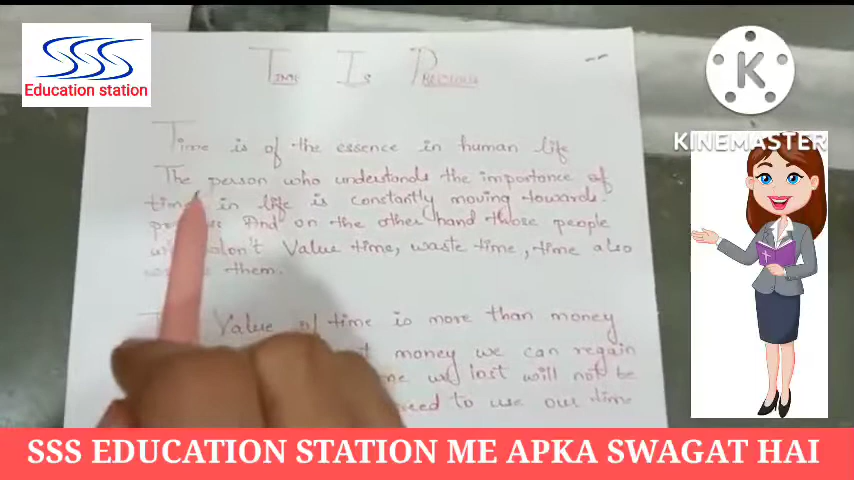 SSS
Education station
TIME IS PRECIOUS
K
KINEMASTER
Time is of the essence in human life
The person who understands the importance of
in life is constantly moving towards
And on the other hand those people
don't Value time, waste time, time also
them.
Value of time is more than money
money we can regain
we lost will not be
to use our time
SSS EDUCATION STATION ME APKA SWAGAT HAI